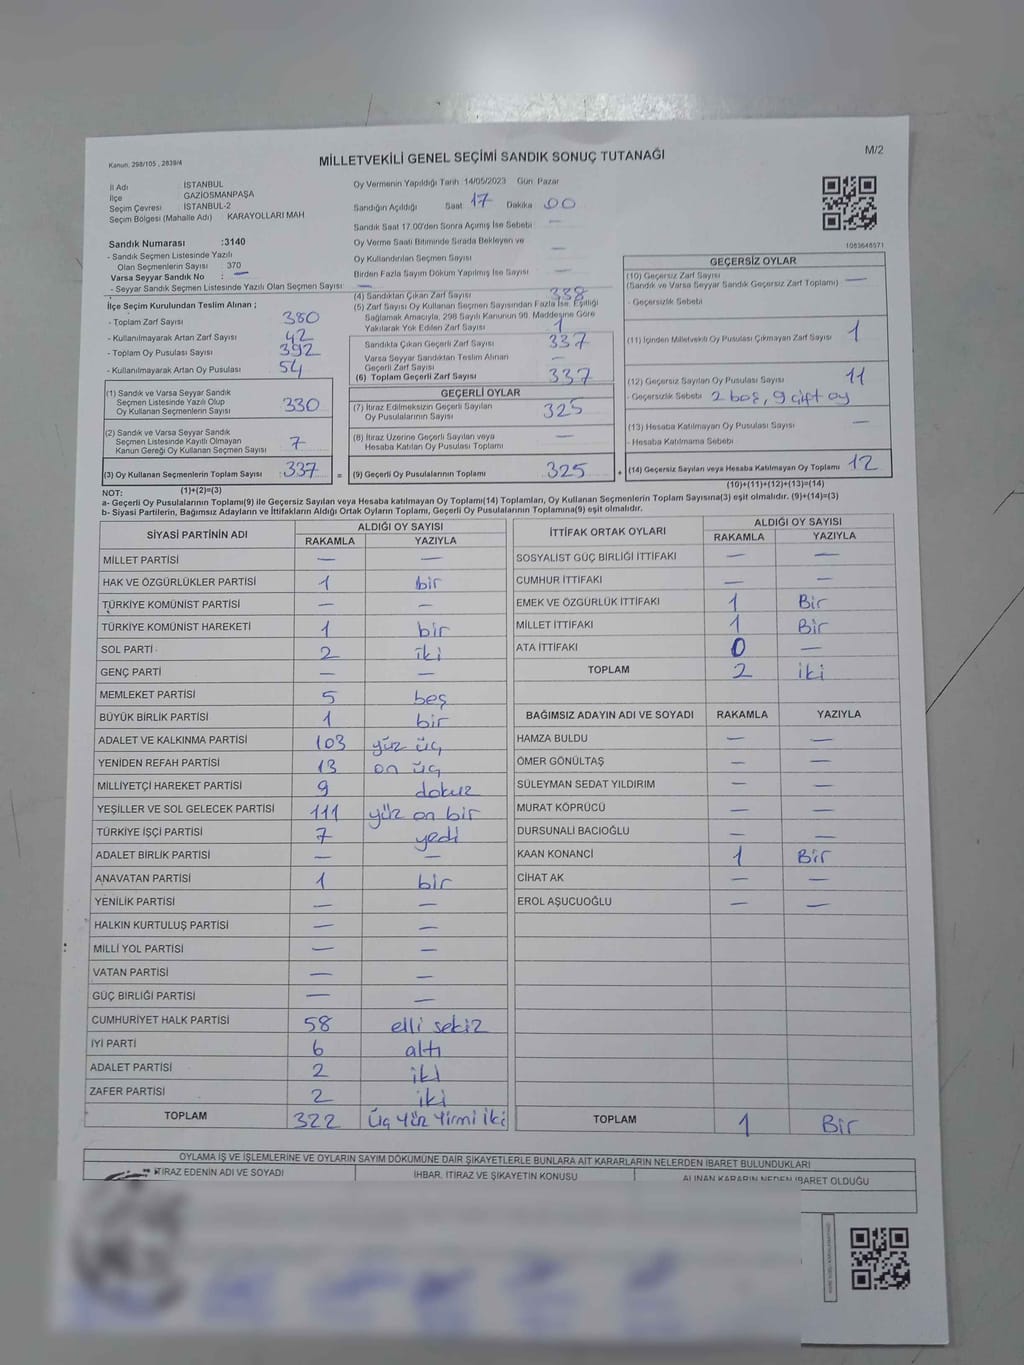 Kanun, 298/105 , 2839/4
MİLLETVEKİLİ GENEL SEÇİMİ SANDIK SONUÇ TUTANAĞI
M/2
İl Adı : İSTANBUL
İlçe : GAZİOSMANPAŞA
Seçim Çevresi : İSTANBUL-2
Seçim Bölgesi (Mahalle Adı) KARAYOLLARI MAH
Sandık Numarası :3140
- Sandık Seçmen Listesinde Yazılı
Olan Seçmenlerin Sayısı : 370
Varsa Seyyar Sandık No : —
- Seyyar Sandık Seçmen Listesinde Yazılı Olan Seçmen Sayısı: —
Oy Vermenin Yapıldığı Tarih :14/05/2023 Gün: Pazar
Sandığın Açıldığı Saat 17 Dakika 00
Sandık Saat 17.00'den Sonra Açımış İse Sebebi —
Oy Verme Saati Bitiminde Sırada Bekleyen ve
Oy Kullandırılan Seçmen Sayısı —
Birden Fazla Sayım Döküm Yapılmış İse Sayısı —
1083648571
İlçe Seçim Kurulundan Teslim Alınan ;
- Toplam Zarf Sayısı 380
- Kullanılmayarak Artan Zarf Sayısı 42
- Toplam Oy Pusulası Sayısı 392
- Kullanılmayarak Artan Oy Pusulası 54
(1) Sandık ve Varsa Seyyar Sandık
Seçmen Listesinde Yazılı Olup
Oy Kullanan Seçmenlerin Sayısı 330
(2) Sandık ve Varsa Seyyar Sandık
Seçmen Listesinde Kayıtlı Olmayan
Kanun Gereği Oy Kullanan Seçmen Sayısı 7
(3) Oy Kullanan Seçmenlerin Toplam Sayısı 337 =
(1)+(2)=(3)
(4) Sandıktan Çıkan Zarf Sayısı 338
(5) Zarf Sayısı Oy Kullanan Seçmen Sayısından Fazla İse, Eşitliği
Sağlamak Amacıyla, 298 Sayılı Kanunun 98. Maddesine Göre
Yakılarak Yok Edilen Zarf Sayısı 1
Sandıkta Çıkan Geçerli Zarf Sayısı 337
Varsa Seyyar Sandıktan Teslim Alınan
Geçerli Zarf Sayısı —
(6) Toplam Geçerli Zarf Sayısı 337
GEÇERLİ OYLAR
(7) İtiraz Edilmeksizin Geçerli Sayılan
Oy Pusulalarının Sayısı 325
(8) İtiraz Üzerine Geçerli Sayılan veya
Hesaba Katılan Oy Pusulası Toplamı —
(9) Geçerli Oy Pusulalarının Toplamı 325 +
GEÇERSİZ OYLAR
(10) Geçersiz Zarf Sayısı
(Sandık ve Varsa Seyyar Sandık Geçersiz Zarf Toplamı) —
- Geçersizlik Sebebi
(11) İçinden Milletvekili Oy Pusulası Çıkmayan Zarf Sayısı 1
(12) Geçersiz Sayılan Oy Pusulası Sayısı 11
- Geçersizlik Sebebi 2 boş, 9 çift oy
(13) Hesaba Katılmayan Oy Pusulası Sayısı —
- Hesaba Katılmama Sebebi
(14) Geçersiz Sayılan veya Hesaba Katılmayan Oy Toplamı 12
(10)+(11)+(12)+(13)=(14)
NOT:
a- Geçerli Oy Pusulalarının Toplamı(9) ile Geçersiz Sayılan veya Hesaba katılmayan Oy Toplamı(14) Toplamları, Oy Kullanan Seçmenlerin Toplam Sayısına(3) eşit olmalıdır. (9)+(14)=(3)
b- Siyasi Partilerin, Bağımsız Adayların ve İttifakların Aldığı Ortak Oyların Toplamı, Geçerli Oy Pusulalarının Toplamına(9) eşit olmalıdır.
SİYASİ PARTİNİN ADI ALDIĞI OY SAYISI
RAKAMLA YAZIYLA
MİLLET PARTİSİ — —
HAK VE ÖZGÜRLÜKLER PARTİSİ 1 bir
TÜRKİYE KOMÜNİST PARTİSİ — —
TÜRKİYE KOMÜNİST HAREKETİ 1 bir
SOL PARTİ 2 iki
GENÇ PARTİ — —
MEMLEKET PARTİSİ 5 beş
BÜYÜK BİRLİK PARTİSİ 1 bir
ADALET VE KALKINMA PARTİSİ 103 yüz üç
YENİDEN REFAH PARTİSİ 13 on üç
MİLLİYETÇİ HAREKET PARTİSİ 9 dokuz
YEŞİLLER VE SOL GELECEK PARTİSİ 111 yüz on bir
TÜRKİYE İŞÇİ PARTİSİ 7 yedi
ADALET BİRLİK PARTİSİ — —
ANAVATAN PARTİSİ 1 bir
YENİLİK PARTİSİ — —
HALKIN KURTULUŞ PARTİSİ — —
MİLLİ YOL PARTİSİ — —
VATAN PARTİSİ — —
GÜÇ BİRLİĞİ PARTİSİ — —
CUMHURİYET HALK PARTİSİ 58 elli sekiz
İYİ PARTİ 6 altı
ADALET PARTİSİ 2 iki
ZAFER PARTİSİ 2 iki
TOPLAM 322 Üç Yüz Yirmi iki
İTTİFAK ORTAK OYLARI ALDIĞI OY SAYISI
RAKAMLA YAZIYLA
SOSYALİST GÜÇ BİRLİĞİ İTTİFAKI — —
CUMHUR İTTİFAKI — —
EMEK VE ÖZGÜRLÜK İTTİFAKI 1 Bir
MİLLET İTTİFAKI 1 Bir
ATA İTTİFAKI 0 —
TOPLAM 2 iki
BAĞIMSIZ ADAYIN ADI VE SOYADI RAKAMLA YAZIYLA
HAMZA BULDU — —
ÖMER GÖNÜLTAŞ — —
SÜLEYMAN SEDAT YILDIRIM — —
MURAT KÖPRÜCÜ — —
DURSUNALİ BACIOĞLU — —
KAAN KONANCİ 1 Bir
CİHAT AK — —
EROL AŞUCUOĞLU — —
TOPLAM 1 Bir
OYLAMA İŞ VE İŞLEMLERİNE VE OYLARIN SAYIM DÖKÜMÜNE DAİR ŞİKAYETLERLE BUNLARA AİT KARARLARIN NELERDEN İBARET BULUNDUKLARI
İTİRAZ EDENİN ADI VE SOYADI İHBAR, İTİRAZ VE ŞİKAYETİN KONUSU ALINAN KARARIN NEDEN İBARET OLDUĞU